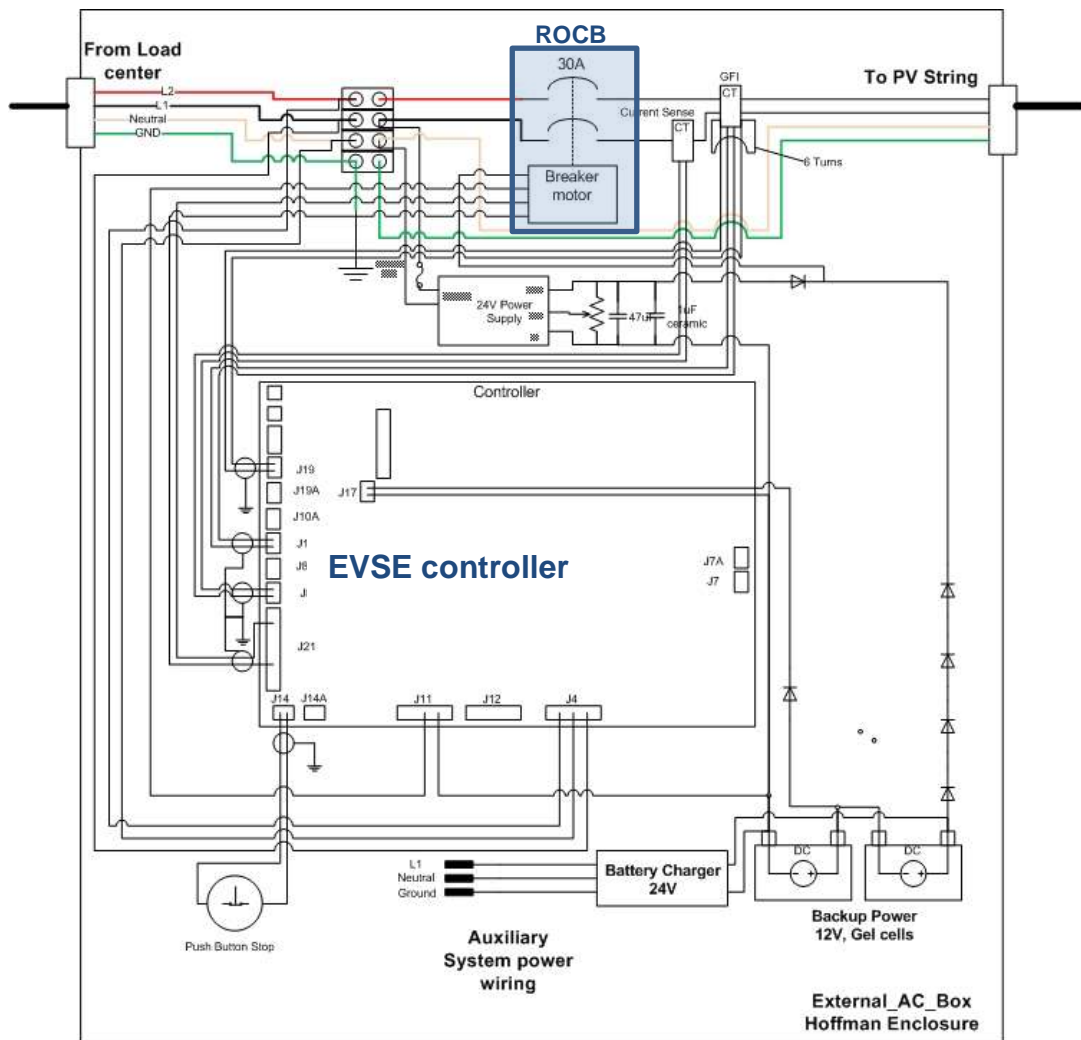 ROCB
From Load
center
30A
GFI
CT
To PV String
L2
L1
Neutral
GND
Current Sense
CT
6 Turns
Breaker
motor
24V Power
Supply
47uF
1uF
ceramic
Controller
J19
J19A
J17
J10A
J1
J8
J
EVSE controller
J7A
J7
J21
J14
J14A
J11
J12
J4
L1
Neutral
Ground
Battery Charger
24V
DC
DC
- +
- +
Push Button Stop
Backup Power
12V, Gel cells
Auxiliary
System power
wiring
External_AC_Box
Hoffman Enclosure